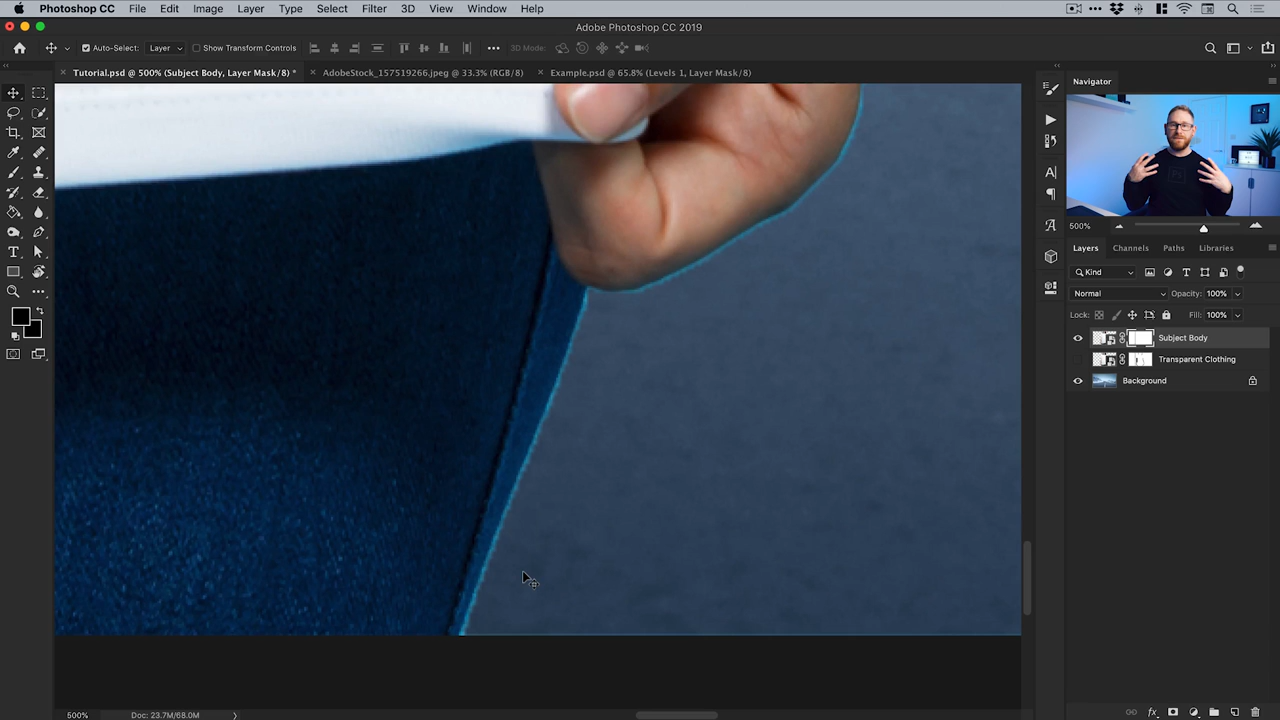 Photoshop CC File Edit Image Layer Type Select Filter 3D View Window Help
Adobe Photoshop CC 2019
Auto-Select: Layer Show Transform Controls 3D Mode:
Tutorial.psd @ 500% (Subject Body, Layer Mask/8) * AdobeStock_157519266.jpeg @ 33.3% (RGB/8) Example.psd @ 65.8% (Levels 1, Layer Mask/8)
Navigator
Ps
500%
Layers Channels Paths Libraries
Kind
Normal Opacity: 100%
Lock: Fill: 100%
Subject Body
Transparent Clothing
Background
500% Doc: 23.7M/68.0M